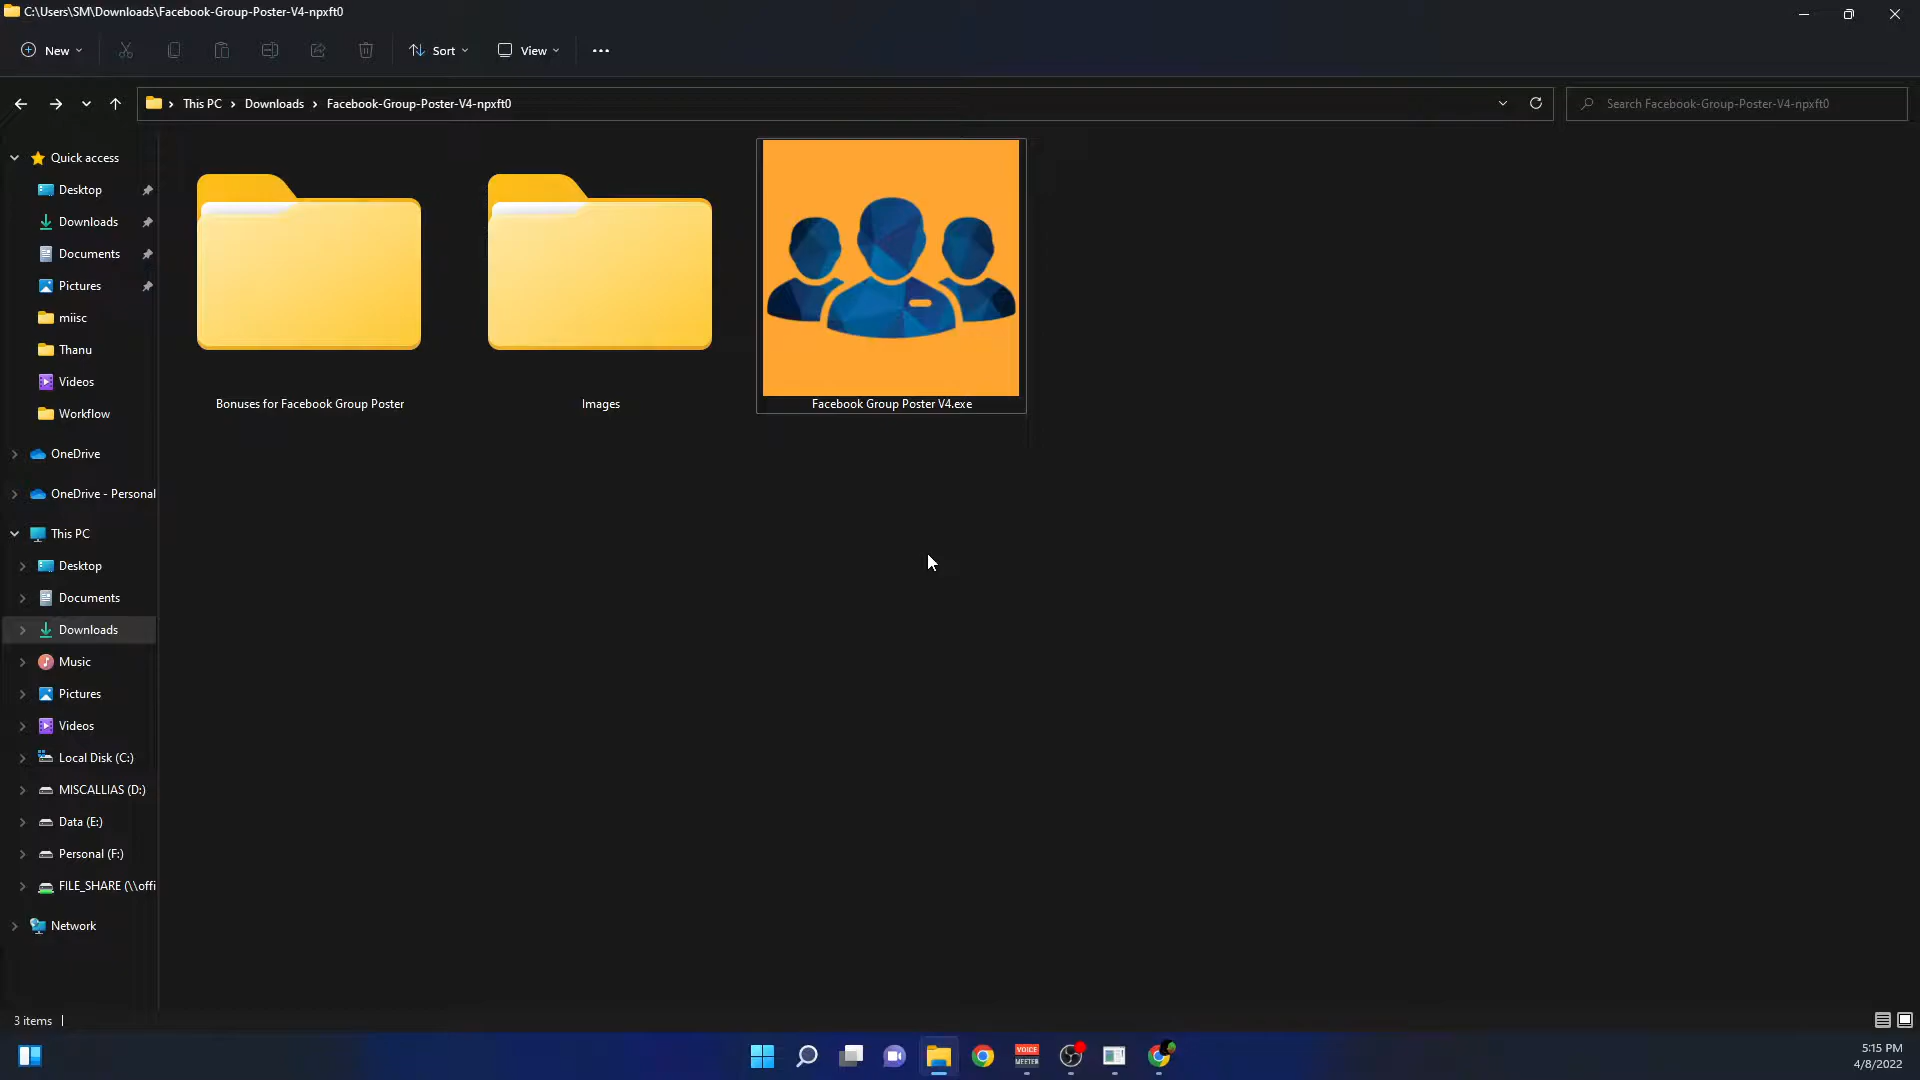 C:\Users\SM\Downloads\Facebook-Group-Poster-V4-npxft0
New
Sort
View
This PC > Downloads > Facebook-Group-Poster-V4-npxft0
Search Facebook-Group-Poster-V4-npxft0
Quick access
Desktop
Downloads
Documents
Pictures
miisc
Thanu
Videos
Workflow
OneDrive
OneDrive - Personal
This PC
Desktop
Documents
Downloads
Music
Pictures
Videos
Local Disk (C:)
MISCALLIAS (D:)
Data (E:)
Personal (F:)
FILE_SHARE (\\offi
Network
Bonuses for Facebook Group Poster
Images
Facebook Group Poster V4.exe
3 items
VOICE
MEETER
5:15 PM
4/8/2022